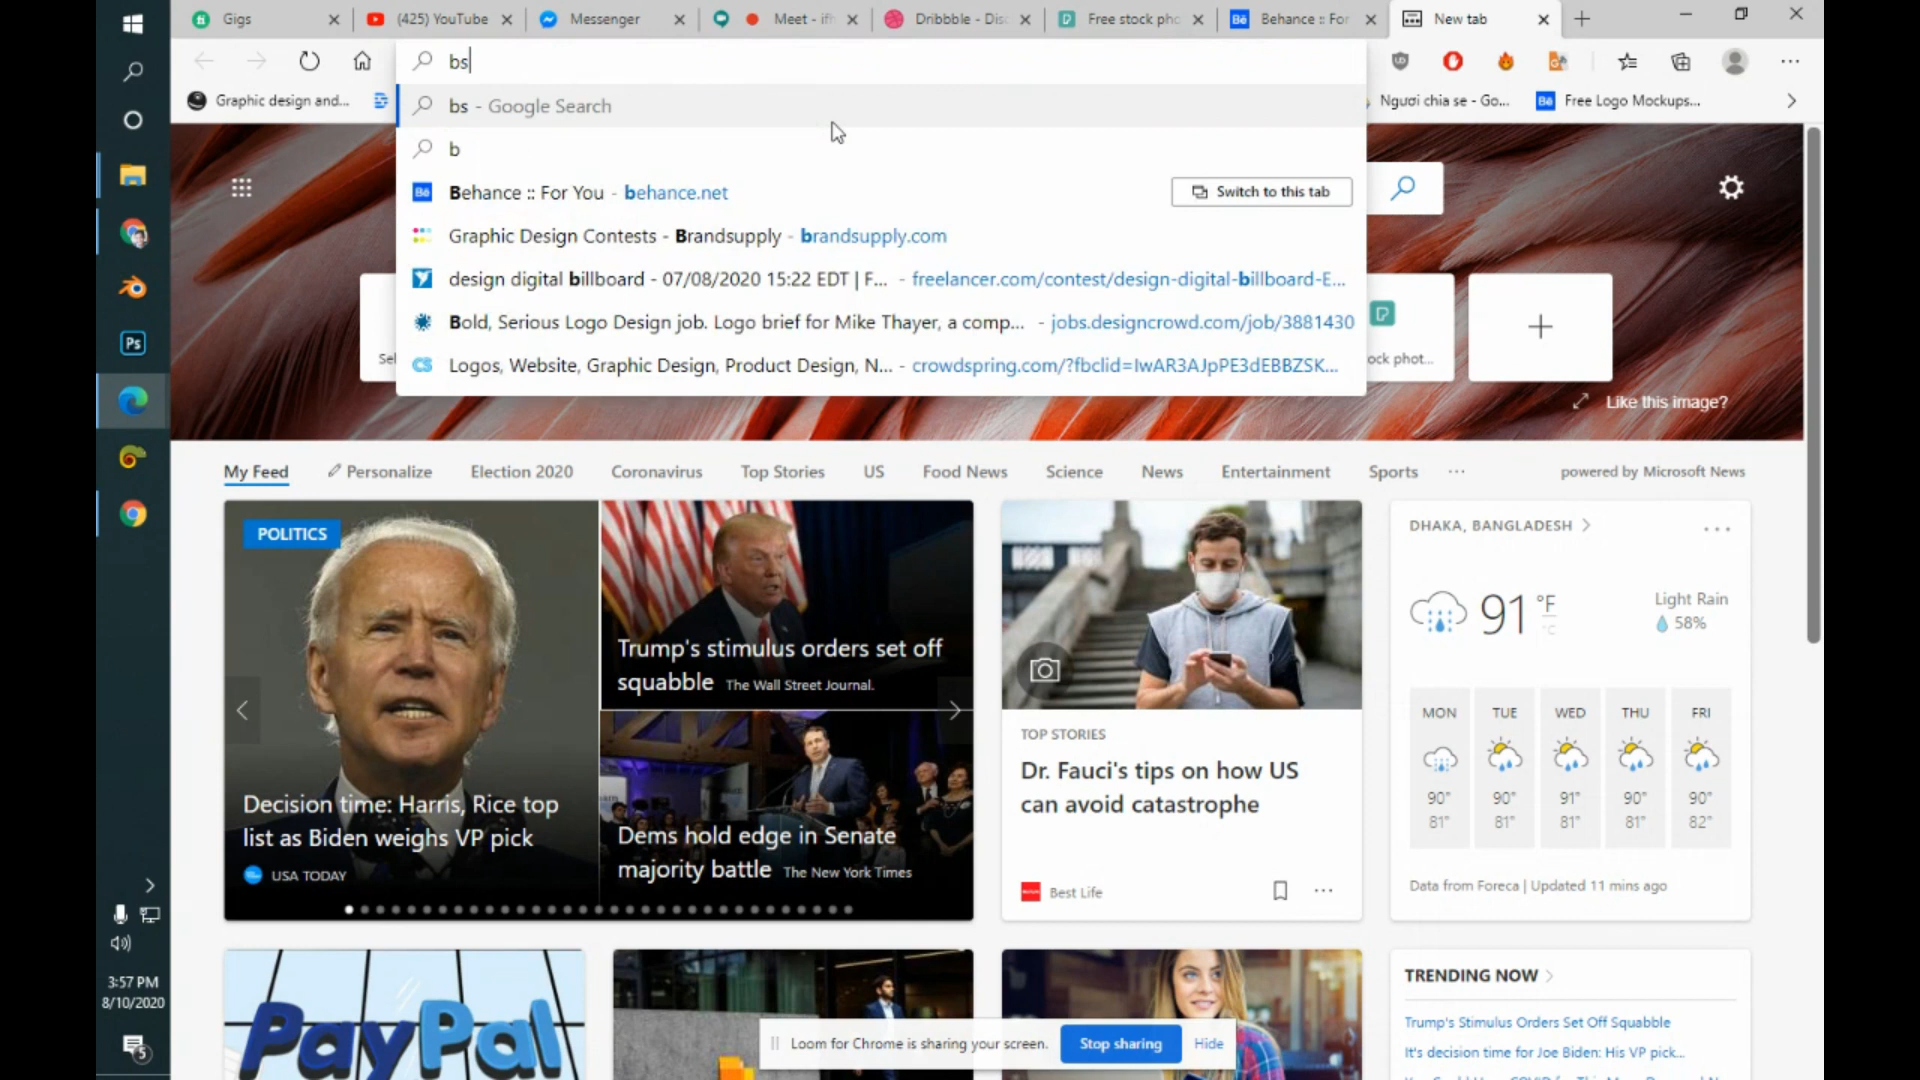 Gigs
(425) YouTube
Messenger
Meet - ifh
Dribbble - Disc
Free stock pho
Behance :: For
New tab
bs
Graphic design and...
Ngươi chia se - Go...
Free Logo Mockups...
bs - Google Search
b
Behance :: For You - behance.net
Switch to this tab
Graphic Design Contests - Brandsupply - brandsupply.com
design digital billboard - 07/08/2020 15:22 EDT | F... - freelancer.com/contest/design-digital-billboard-E...
Bold, Serious Logo Design job. Logo brief for Mike Thayer, a comp... - jobs.designcrowd.com/job/3881430
Logos, Website, Graphic Design, Product Design, N... - crowdspring.com/?fbclid=IwAR3AJpPE3dEBBZSK...
Sel
ock phot...
Like this image?
My Feed
Personalize
Election 2020
Coronavirus
Top Stories
US
Food News
Science
News
Entertainment
Sports
powered by Microsoft News
POLITICS
Decision time: Harris, Rice top
list as Biden weighs VP pick
USA TODAY
Trump's stimulus orders set off
squabble The Wall Street Journal.
Dems hold edge in Senate
majority battle The New York Times
TOP STORIES
Dr. Fauci's tips on how US
can avoid catastrophe
Best Life
DHAKA, BANGLADESH
91 °F
°C
Light Rain
58%
MON TUE WED THU FRI
90° 90° 91° 90° 90°
81° 81° 81° 81° 82°
Data from Foreca | Updated 11 mins ago
TRENDING NOW
Trump's Stimulus Orders Set Off Squabble
It's decision time for Joe Biden: His VP pick...
PayPal
Loom for Chrome is sharing your screen.
Stop sharing
Hide
Ps
3:57 PM
8/10/2020
5